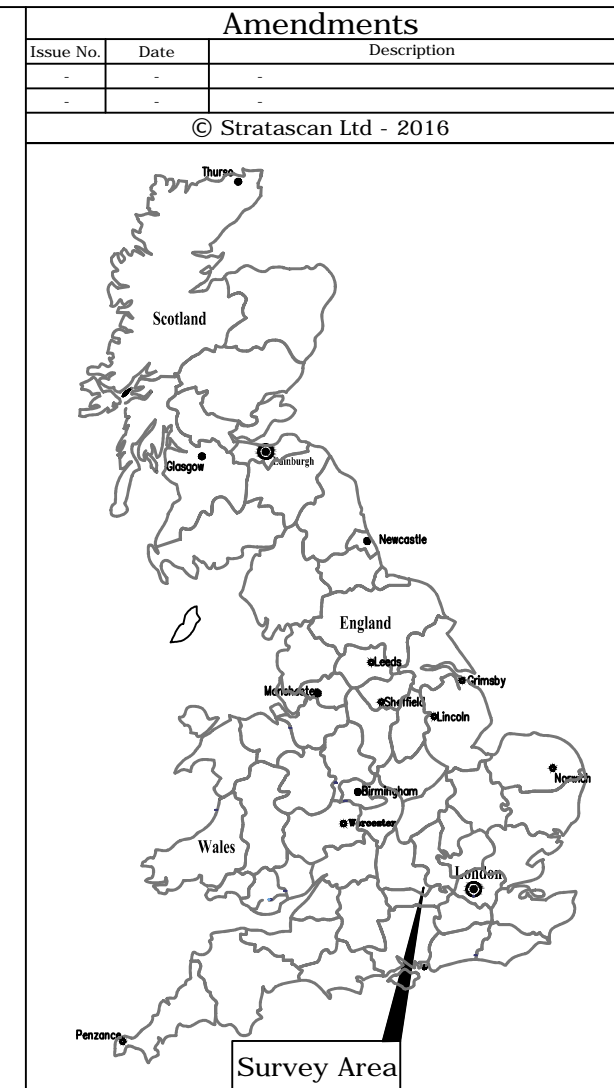 Amendments
Issue No. Date Description
- - -
- - -
© Stratascan Ltd - 2016
Thurso
Scotland
Glasgow
Edinburgh
Newcastle
England
Leeds
Manchester
Grimsby
Sheffield
Lincoln
Norwich
Birmingham
Worcester
Wales
London
Penzance
Survey Area